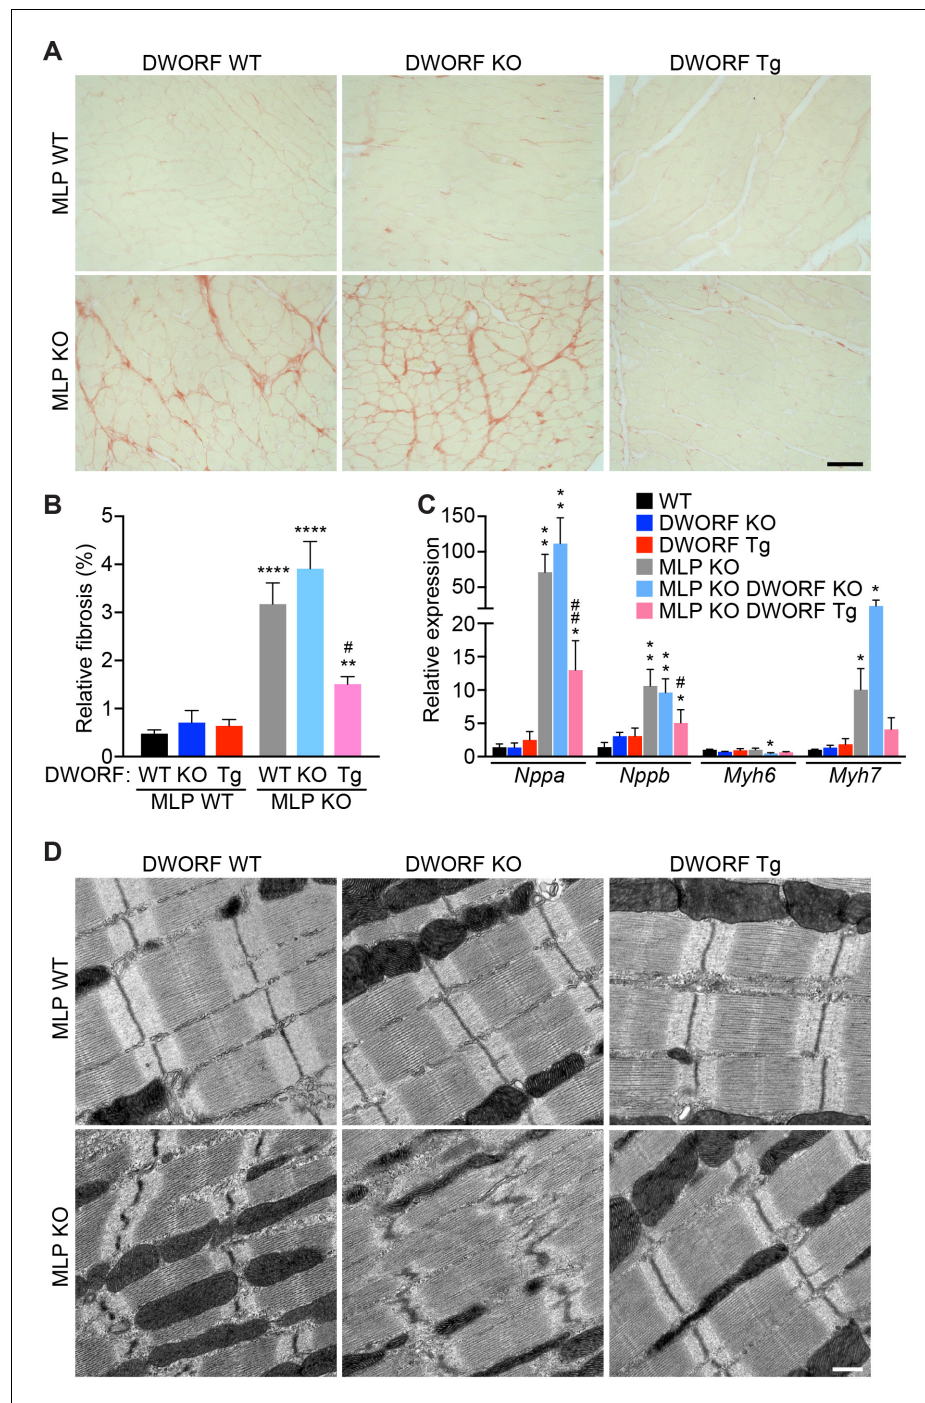 A
DWORF WT
DWORF KO
DWORF Tg
MLP WT
MLP KO
B
Relative fibrosis (%)
5
4
3
2
1
0
****
****
#
**
DWORF: WT KO Tg WT KO Tg
MLP WT
MLP KO
C
Relative expression
150
100
50
20
15
10
5
0
WT
DWORF KO
DWORF Tg
MLP KO
MLP KO DWORF KO
MLP KO DWORF Tg
**
**
##*
**
**
#*
*
*
*
Nppa
Nppb
Myh6
Myh7
D
DWORF WT
DWORF KO
DWORF Tg
MLP WT
MLP KO